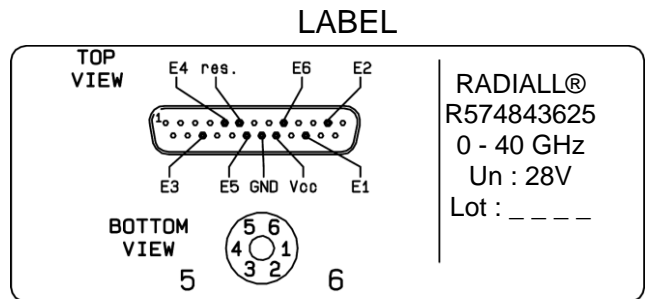 LABEL
TOP
VIEW
E4 res. E6 E2
1
E3 E5 GND Vcc E1
BOTTOM
VIEW
5 6
4 1
3 2
5 6
RADIALL®
R574843625
0 - 40 GHz
Un : 28V
Lot : _ _ _ _